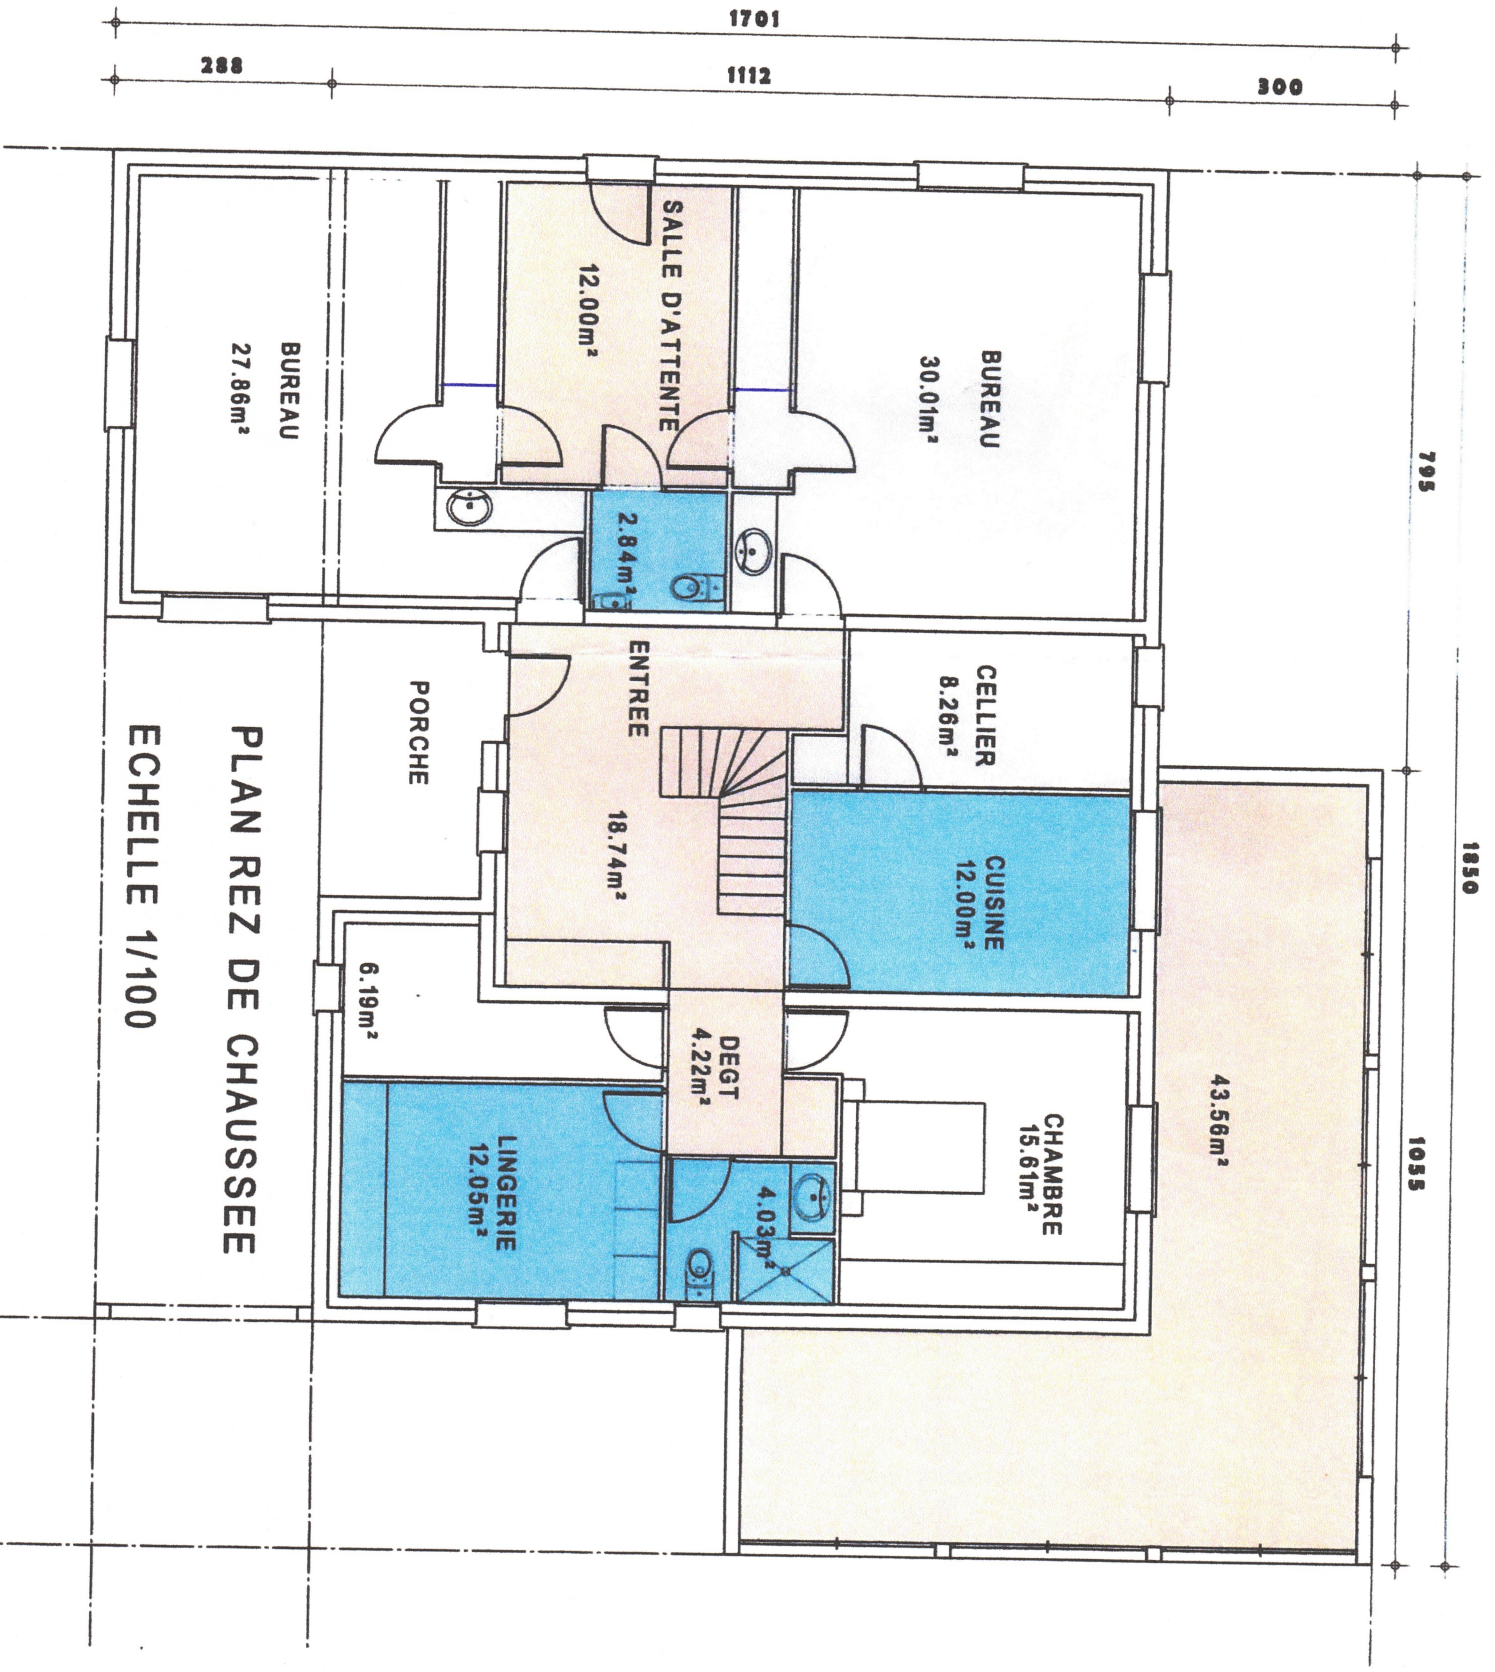 1701
288
1112
300
795
1850
1055
BUREAU
27.86m²
SALLE D'ATTENTE
12.00m²
BUREAU
30.01m²
2.84m²
ENTREE
18.74m²
CELLIER
8.26m²
PORCHE
CUISINE
12.00m²
6.19m²
DEGT
4.22m²
CHAMBRE
15.61m²
43.56m²
LINGERIE
12.05m²
4.03m²
PLAN REZ DE CHAUSSEE
ECHELLE 1/100